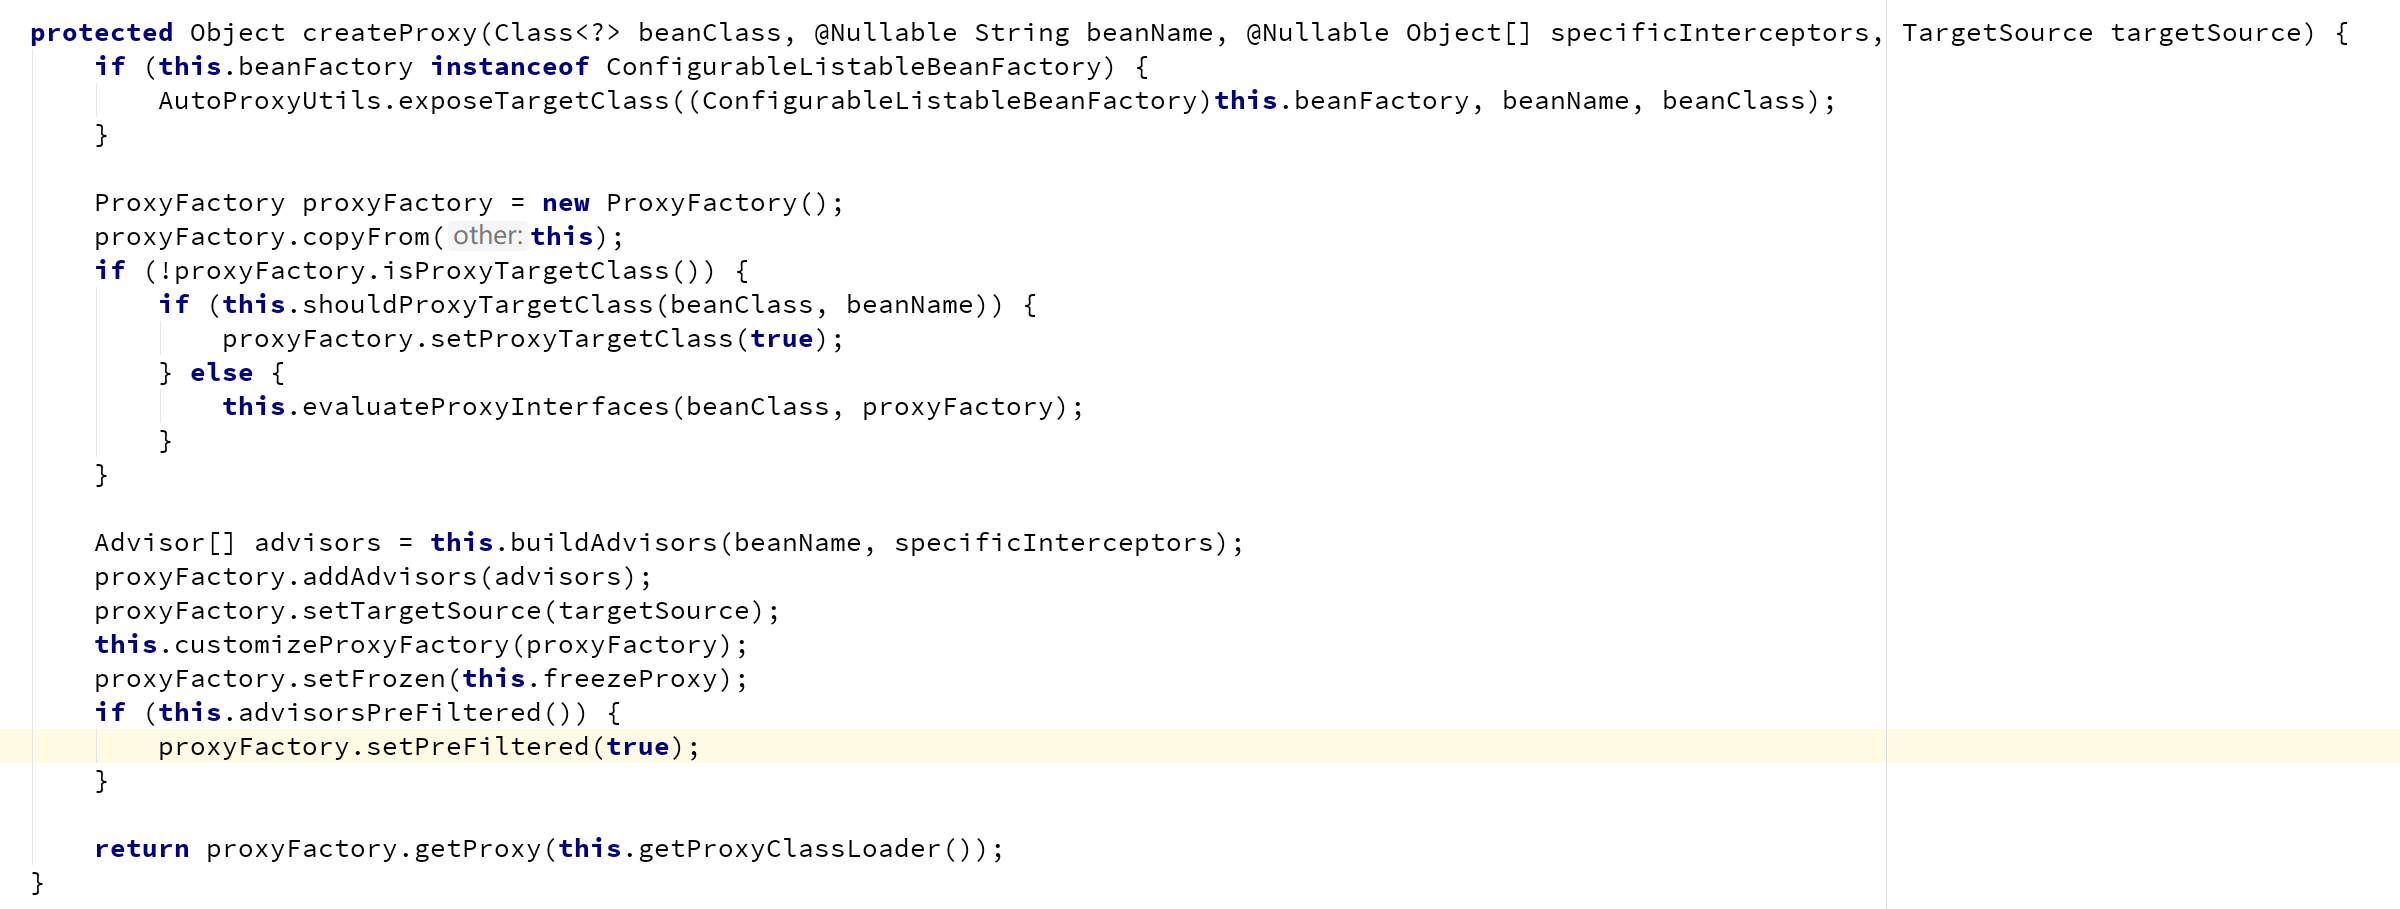 protected Object createProxy(Class<?> beanClass, @Nullable String beanName, @Nullable Object[] specificInterceptors, TargetSource targetSource) {
    if (this.beanFactory instanceof ConfigurableListableBeanFactory) {
        AutoProxyUtils.exposeTargetClass((ConfigurableListableBeanFactory)this.beanFactory, beanName, beanClass);
    }

    ProxyFactory proxyFactory = new ProxyFactory();
    proxyFactory.copyFrom( other: this);
    if (!proxyFactory.isProxyTargetClass()) {
        if (this.shouldProxyTargetClass(beanClass, beanName)) {
            proxyFactory.setProxyTargetClass(true);
        } else {
            this.evaluateProxyInterfaces(beanClass, proxyFactory);
        }
    }

    Advisor[] advisors = this.buildAdvisors(beanName, specificInterceptors);
    proxyFactory.addAdvisors(advisors);
    proxyFactory.setTargetSource(targetSource);
    this.customizeProxyFactory(proxyFactory);
    proxyFactory.setFrozen(this.freezeProxy);
    if (this.advisorsPreFiltered()) {
        proxyFactory.setPreFiltered(true);
    }

    return proxyFactory.getProxy(this.getProxyClassLoader());
}